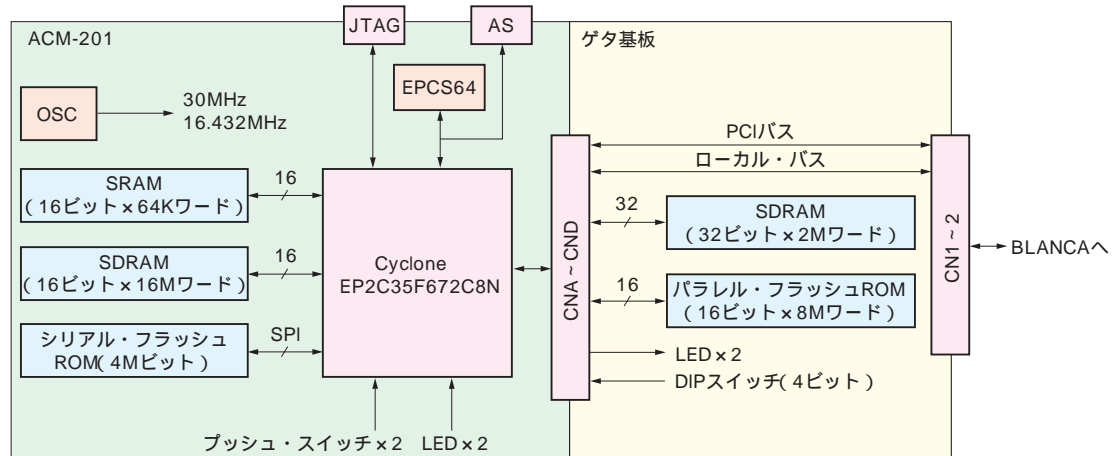 ACM-201
JTAG
AS
ゲタ基板
EPCS64
OSC
30MHz
16.432MHz
SRAM
(16ビット×64Kワード)
16
SDRAM
(16ビット×16Mワード)
16
シリアル・フラッシュ
ROM(4Mビット)
SPI
Cyclone
EP2C35F672C8N
プッシュ・スイッチ×2
LED×2
CNA~CND
PCIバス
ローカル・バス
32
SDRAM
(32ビット×2Mワード)
16
パラレル・フラッシュROM
(16ビット×8Mワード)
LED×2
DIPスイッチ(4ビット)
CN1~2
BLANCAへ